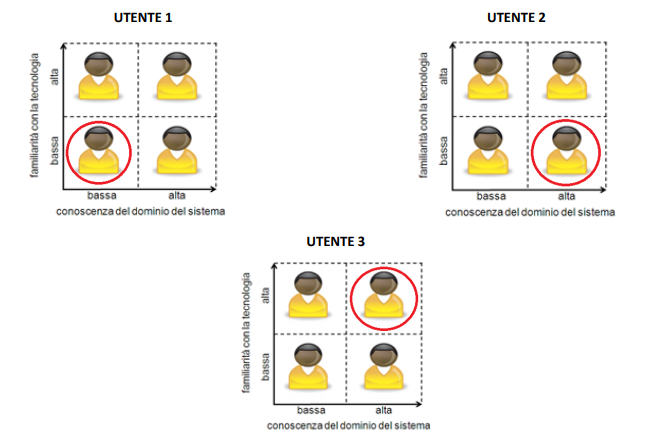 UTENTE 1
familiarità con la tecnologia
alta
bassa
bassa alta
conoscenza del dominio del sistema
UTENTE 2
familiarità con la tecnologia
alta
bassa
bassa alta
conoscenza del dominio del sistema
UTENTE 3
familiarità con la tecnologia
alta
bassa
bassa alta
conoscenza del dominio del sistema